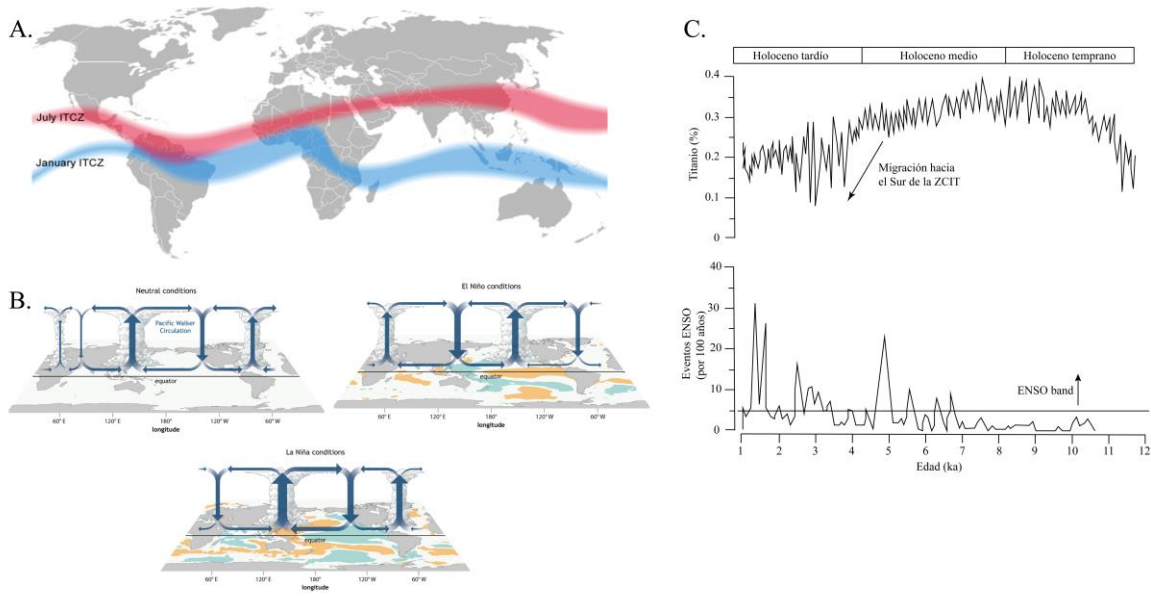 A.
July ITCZ
January ITCZ
B.
Neutral conditions
Pacific Walker
Circulation
equator
60° E 120° E 180° 120° W 60° W
longitude
El Niño conditions
equator
60° E 120° E 180° 120°W 60° W
longitude
La Niña conditions
equator
60° E 120° E 180° 120°W 60° W
longitude
C.
Holoceno tardío Holoceno medio Holoceno temprano
Titanio (%)
0.4
0.3
0.2
0.1
0
Migración hacia
el Sur de la ZCIT
Eventos ENSO
(por 100 años)
40
30
20
10
5
0
ENSO band
1 2 3 4 5 6 7 8 9 10 11 12
Edad (ka)